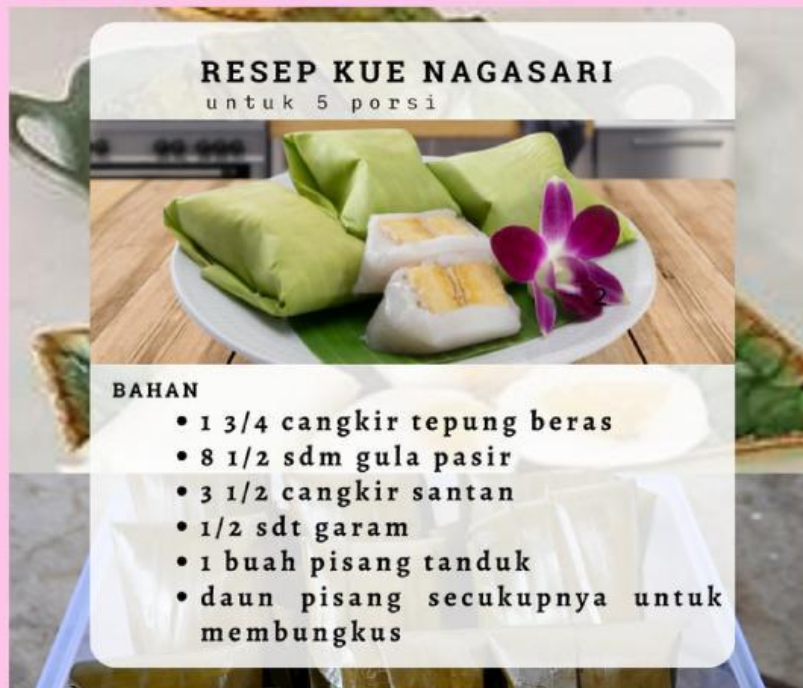 RESEP KUE NAGASARI
untuk 5 porsi
2
BAHAN
• 1 3/4 cangkir tepung beras
• 8 1/2 sdm gula pasir
• 3 1/2 cangkir santan
• 1/2 sdt garam
• 1 buah pisang tanduk
• daun pisang secukupnya untuk
membungkus